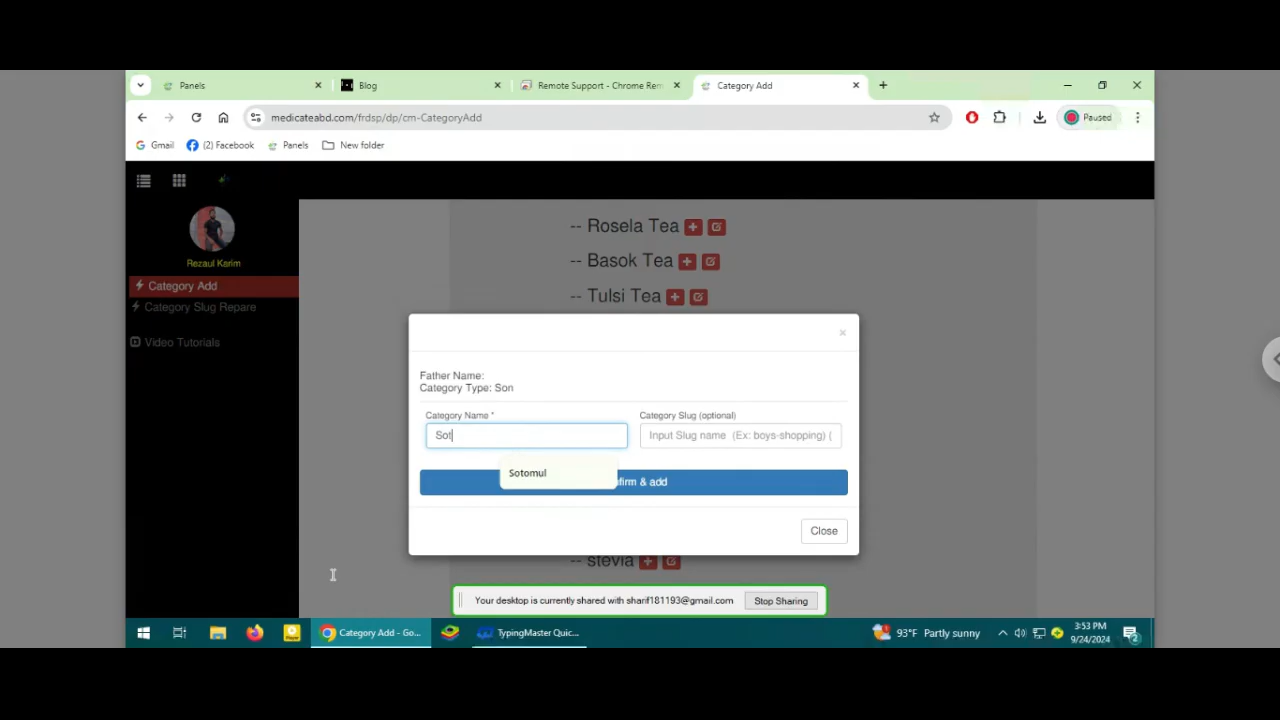 Panels
Blog
Remote Support - Chrome Rem
Category Add
medicateabd.com/frdsp/dp/cm-CategoryAdd
Paused
Gmail
(2) Facebook
Panels
New folder
Rezaul Karim
Category Add
Category Slug Repare
Video Tutorials
-- Rosela Tea
-- Basok Tea
-- Tulsi Tea
×
Father Name:
Category Type: Son
Category Name *
Category Slug (optional)
Sot
Input Slug name (Ex: boys-shopping) (
Sotomul
firm & add
Close
-- stevia
Your desktop is currently shared with sharif181193@gmail.com
Stop Sharing
Category Add - Go...
TypingMaster Quic...
93°F Partly sunny
3:53 PM
9/24/2024
2